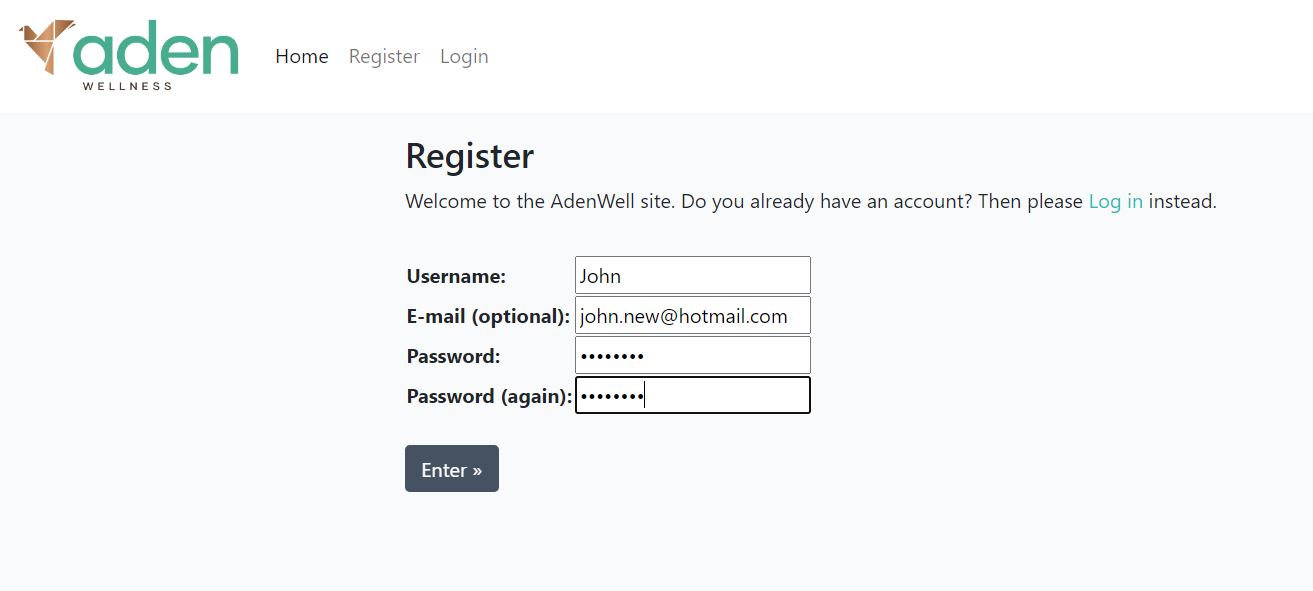 aden
WELLNESS
Home Register Login
Register
Welcome to the AdenWell site. Do you already have an account? Then please Log in instead.
Username: John
E-mail (optional): john.new@hotmail.com
Password: ••••••••
Password (again): ••••••••
Enter »